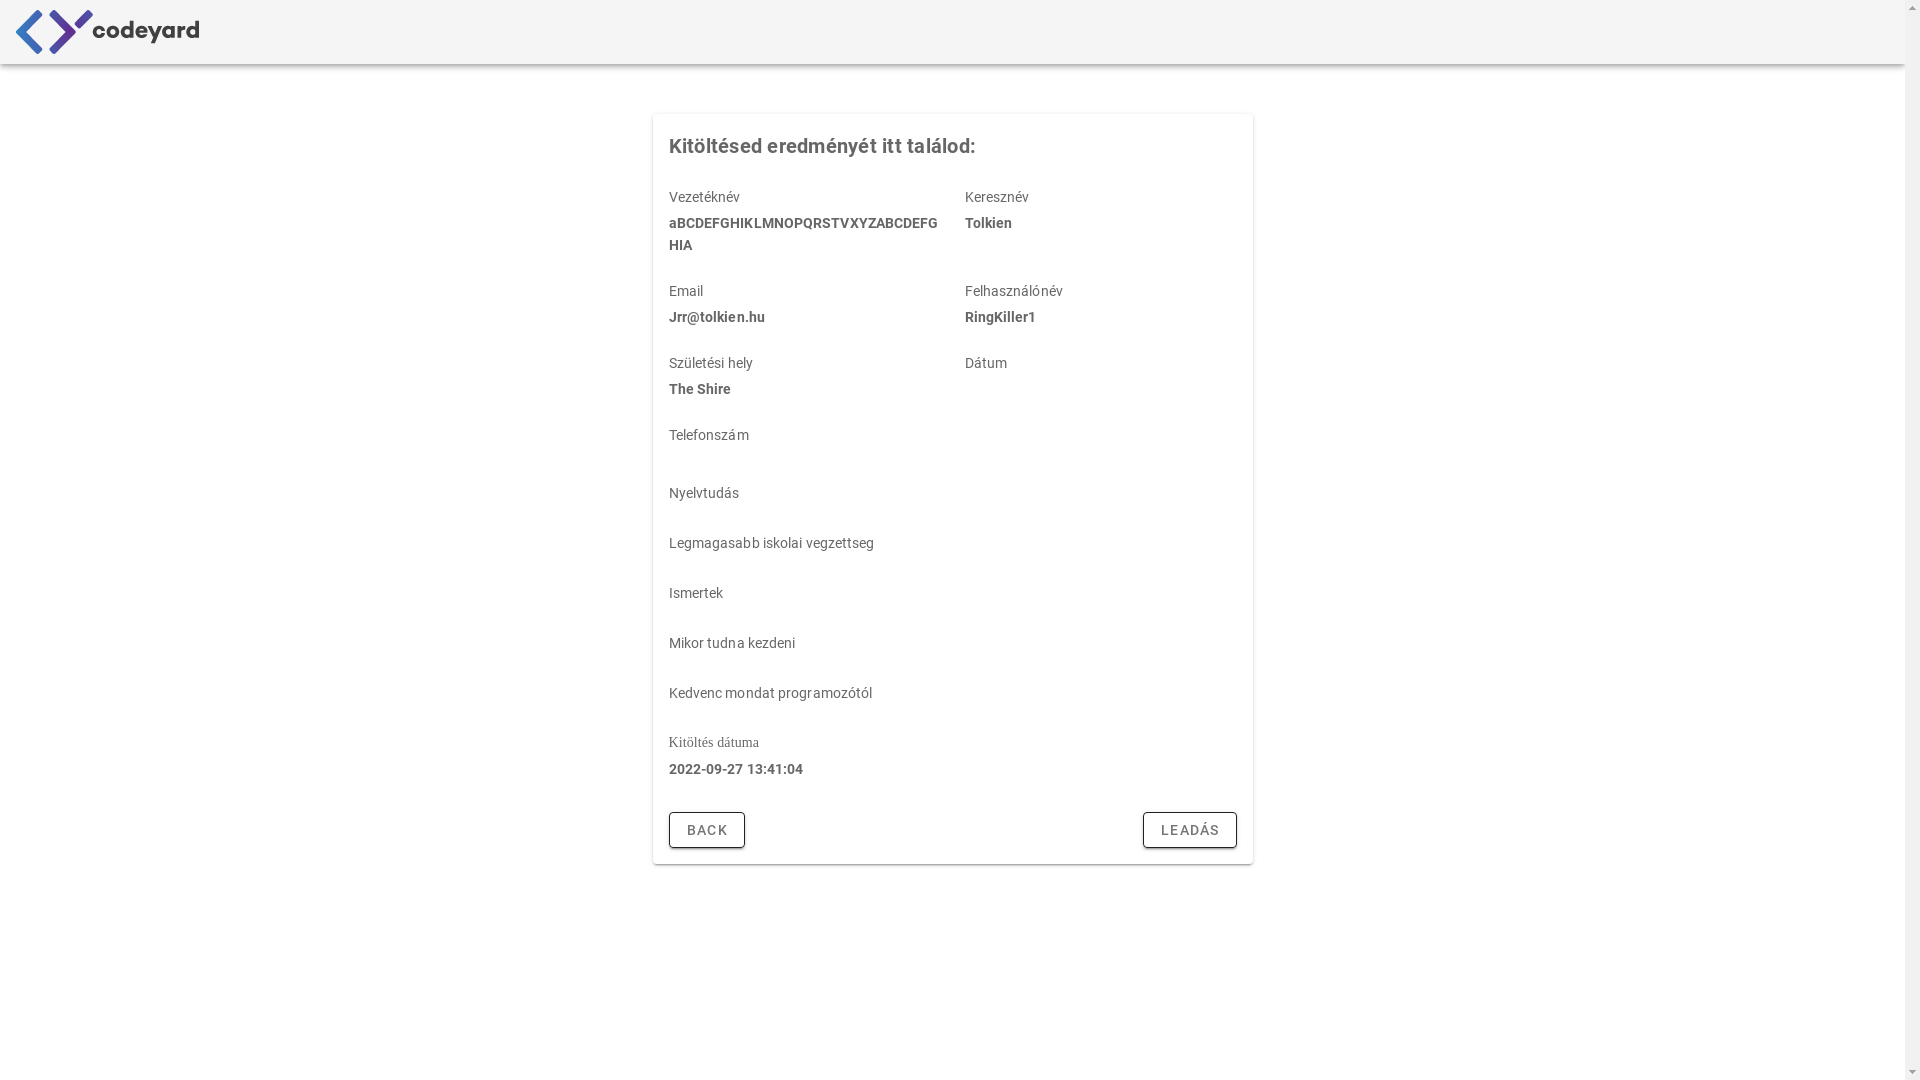 codeyard
Kitöltésed eredményét itt találod:
Vezetéknév
aBCDEFGHIKLMNOPQRSTVXYZABCDEFG
HIA
Keresznév
Tolkien
Email
Jrr@tolkien.hu
Felhasználónév
RingKiller1
Születési hely
The Shire
Dátum
Telefonszám
Nyelvtudás
Legmagasabb iskolai vegzettseg
Ismertek
Mikor tudna kezdeni
Kedvenc mondat programozótól
Kitöltés dátuma
2022-09-27 13:41:04
BACK
LEADÁS